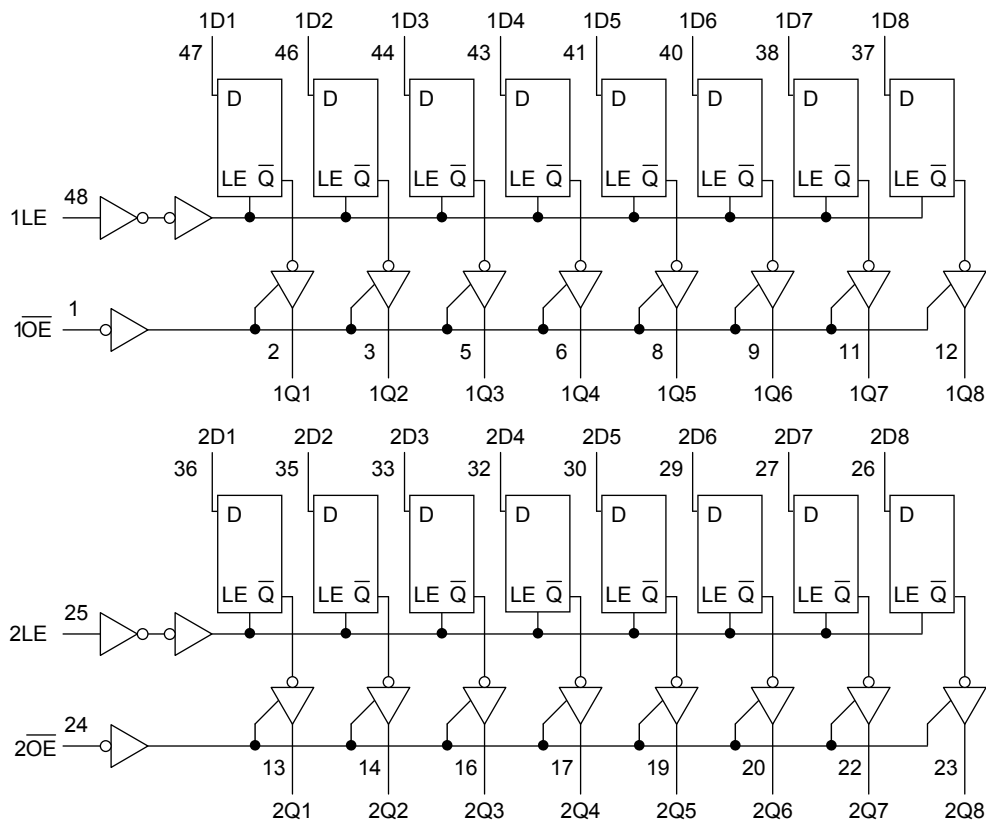 1D1 1D2 1D3 1D4 1D5 1D6 1D7 1D8
47 46 44 43 41 40 38 37
D D D D D D D D
LE Q̅ LE Q̅ LE Q̅ LE Q̅ LE Q̅ LE Q̅ LE Q̅ LE Q̅
48
1LE
1
1O̅E̅
2 3 5 6 8 9 11 12
1Q1 1Q2 1Q3 1Q4 1Q5 1Q6 1Q7 1Q8
2D1 2D2 2D3 2D4 2D5 2D6 2D7 2D8
36 35 33 32 30 29 27 26
D D D D D D D D
LE Q̅ LE Q̅ LE Q̅ LE Q̅ LE Q̅ LE Q̅ LE Q̅ LE Q̅
25
2LE
24
2O̅E̅
13 14 16 17 19 20 22 23
2Q1 2Q2 2Q3 2Q4 2Q5 2Q6 2Q7 2Q8